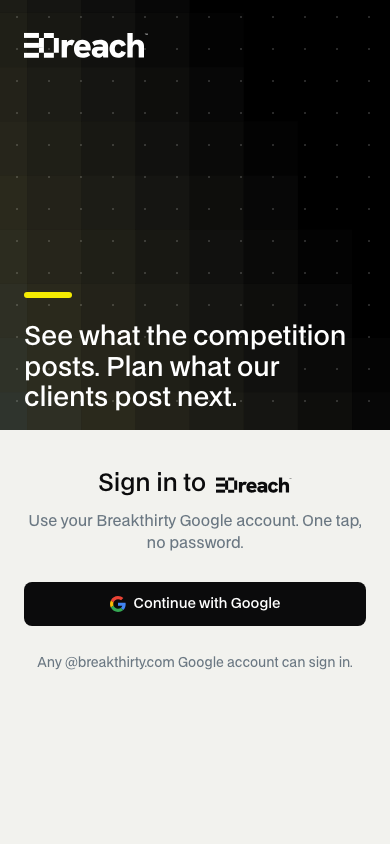 30reach
See what the competition
posts. Plan what our
clients post next.
Sign in to 30reach
Use your Breakthirty Google account. One tap,
no password.
Continue with Google
Any @breakthirty.com Google account can sign in.